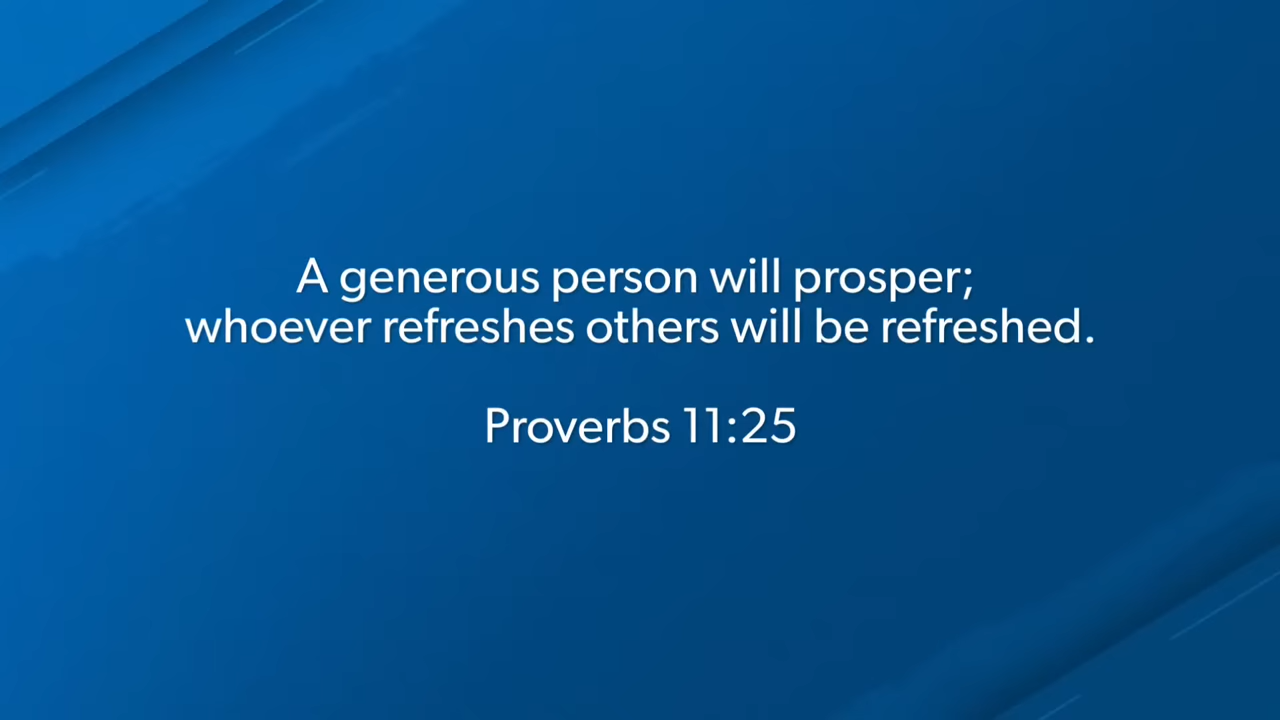 A generous person will prosper;
whoever refreshes others will be refreshed.
Proverbs 11:25